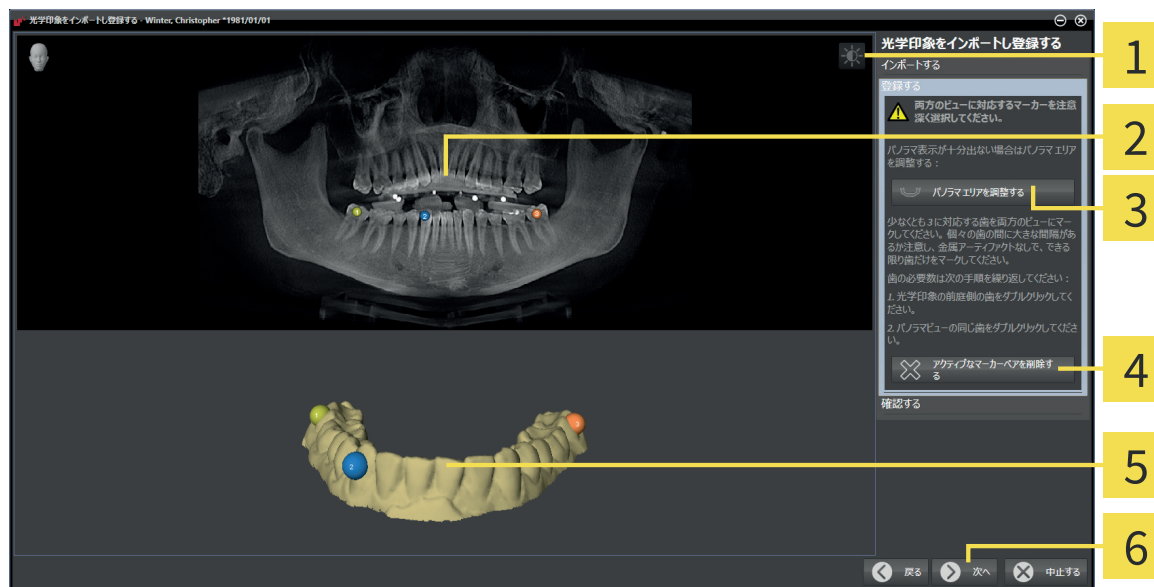 光学印象をインポートし登録する - Winter, Christopher *1981/01/01
光学印象をインポートし登録する
インポートする
登録する
両方のビューに対応するマーカーを注意
深く選択してください。
パノラマ表示が十分出ない場合はパノラマ エリア
を調整する：
パノラマ エリアを調整する
少なくとも3に対応する歯を両方のビューにマー
クしてください。個々の歯の間に大きな間隔があ
るが注意し、金属アーティファクトなしで、できる
限り歯だけをマークしてください。
歯の必要数は次の手順を繰り返してください：
1. 光学印象の前庭側の歯をダブルクリックしてく
ださい。
2. パノラマビューの同じ歯をダブルクリックしてくださ
い。
アクティブなマーカーペアを削除す
る
確認する
1
2
3
1
2
3
戻る
次へ
中止する
1
2
3
4
5
6